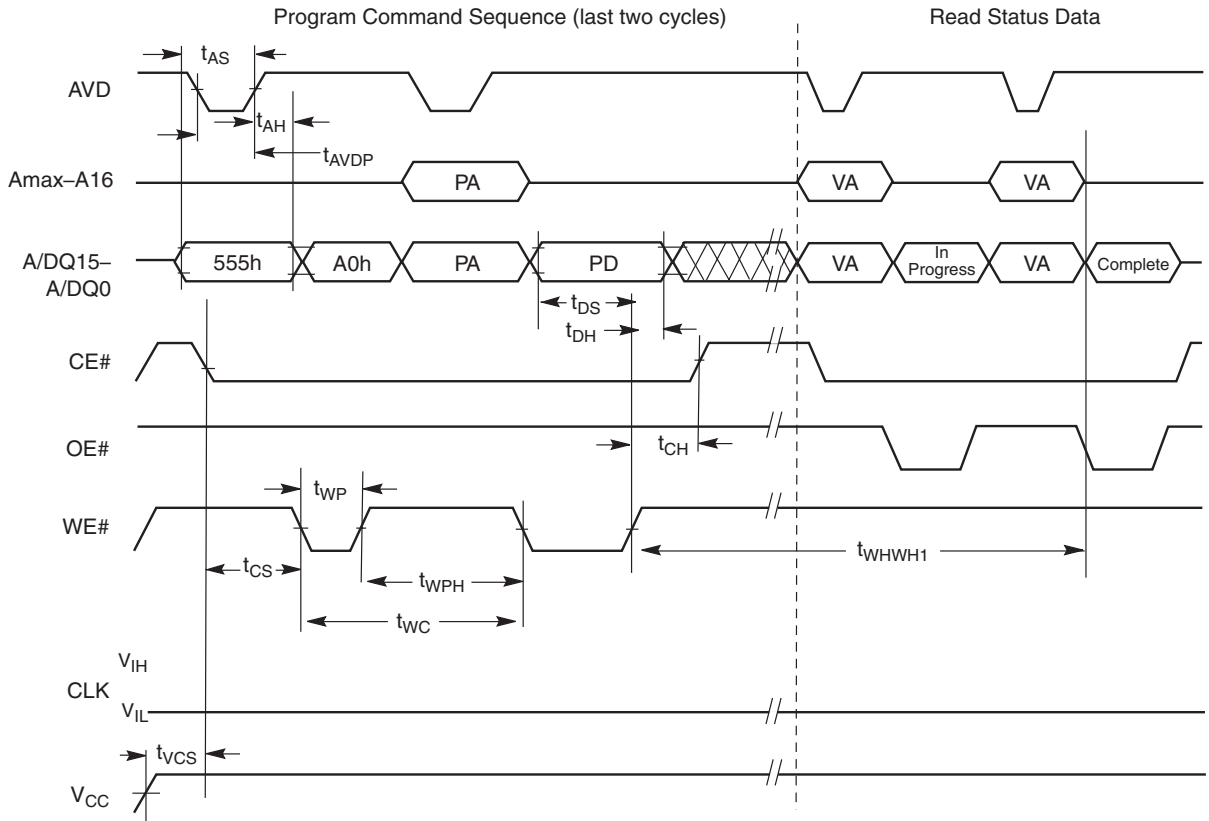 Program Command Sequence (last two cycles)
Read Status Data
tAS
AVD
tAH
tAVDP
Amax–A16
PA
VA
VA
A/DQ15–
A/DQ0
555h
A0h
PA
PD
VA
In
Progress
VA
Complete
tDS
tDH
CE#
OE#
tCH
tWP
WE#
tCS
tWPH
tWHWH1
tWC
VIH
CLK
VIL
tVCS
VCC